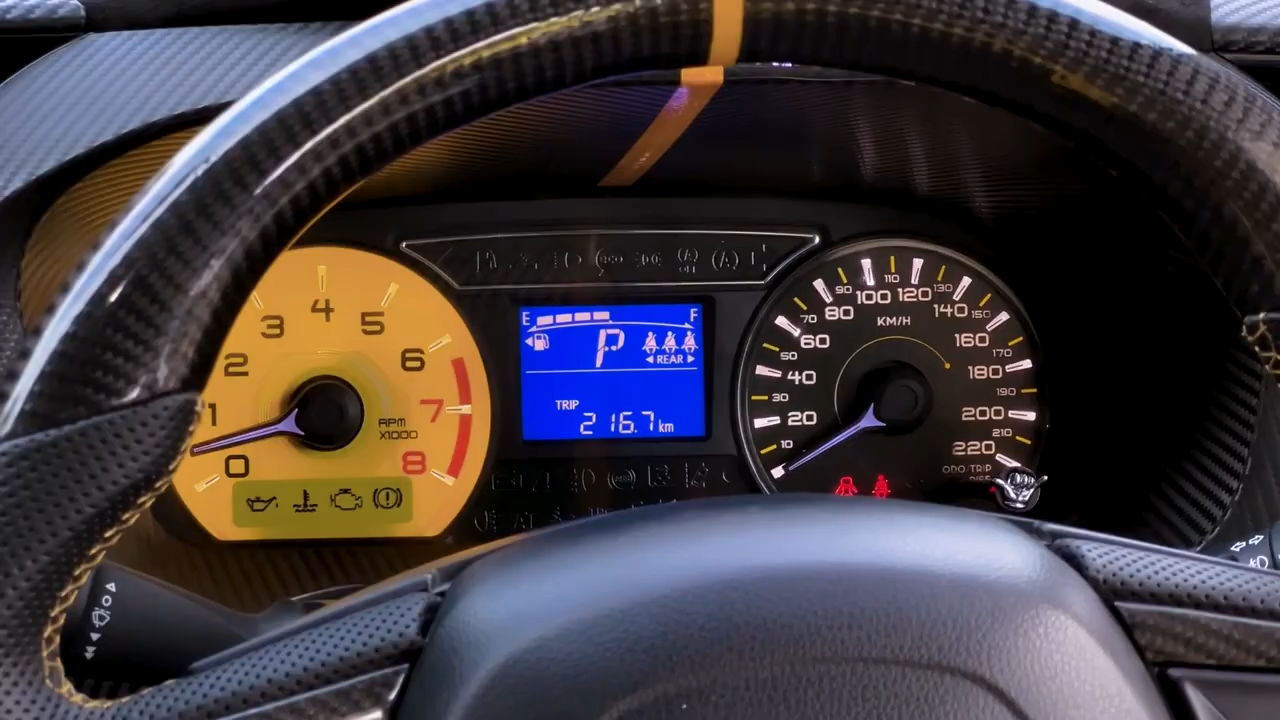 0
1
2
3
4
5
6
7
8
RPM
X1000
E F
P
◀ REAR ▶
TRIP
216.7 km
(A)
OFF
(A)
10
20
30
40
50
60
70
80
90
100
110
120
130
140
150
160
170
180
190
200
210
220
KM/H
ODO/TRIP